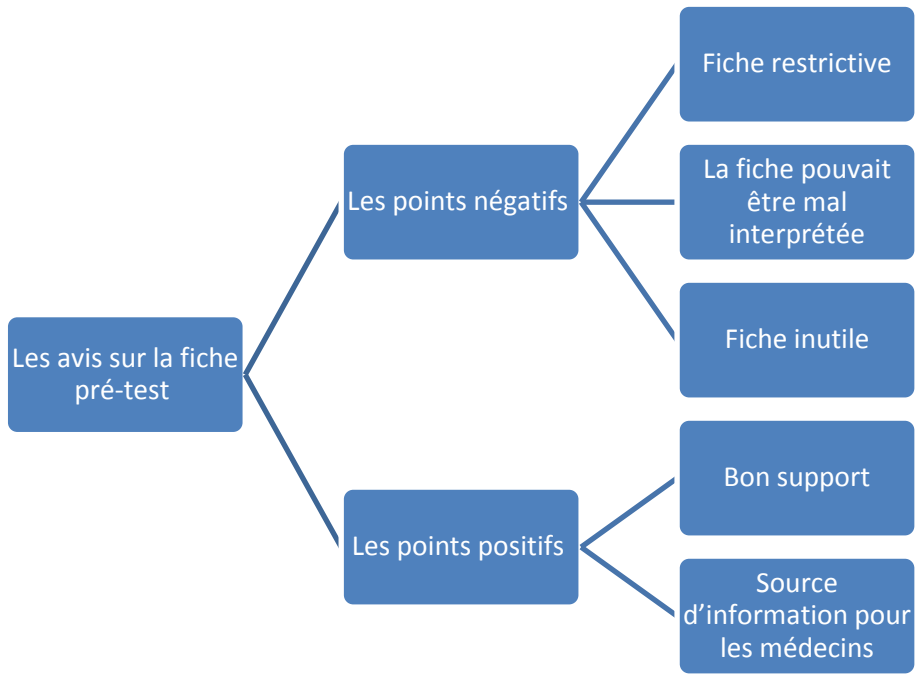 Les avis sur la fiche
pré-test
Les points négatifs
Fiche restrictive
La fiche pouvait
être mal
interprétée
Fiche inutile
Les points positifs
Bon support
Source
d’information pour
les médecins